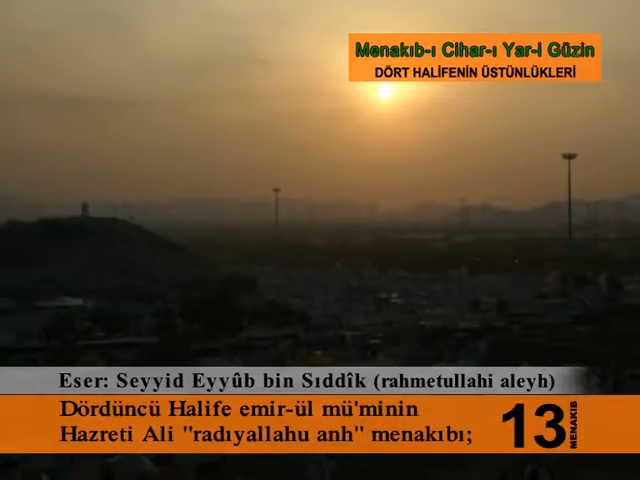 Menakıb-ı Cihar-ı Yar-i Güzin
DÖRT HALİFENİN ÜSTÜNLÜKLERİ
Eser: Seyyid Eyyûb bin Sıddîk (rahmetullahi aleyh)
Dördüncü Halife emir-ül mü'minin
Hazreti Ali "radıyallahu anh" menakıbı;
13
MENAKIB